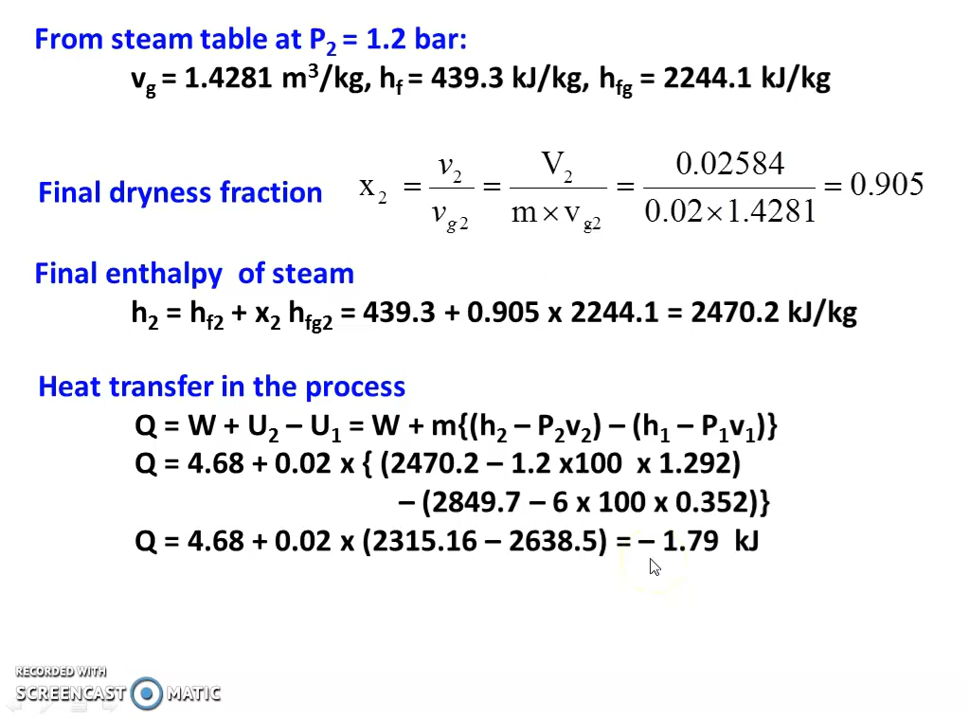 From steam table at P2 = 1.2 bar:
vg = 1.4281 m³/kg, hf = 439.3 kJ/kg, hfg = 2244.1 kJ/kg
Final dryness fraction x2 = v2/vg2 = V2/(m × vg2) = 0.02584/(0.02 × 1.4281) = 0.905
Final enthalpy of steam
h2 = hf2 + x2 hfg2 = 439.3 + 0.905 x 2244.1 = 2470.2 kJ/kg
Heat transfer in the process
Q = W + U2 – U1 = W + m{(h2 – P2v2) – (h1 – P1v1)}
Q = 4.68 + 0.02 x { (2470.2 – 1.2 x100 x 1.292)
– (2849.7 – 6 x 100 x 0.352)}
Q = 4.68 + 0.02 x (2315.16 – 2638.5) = – 1.79 kJ
RECORDED WITH
SCREENCAST MATIC